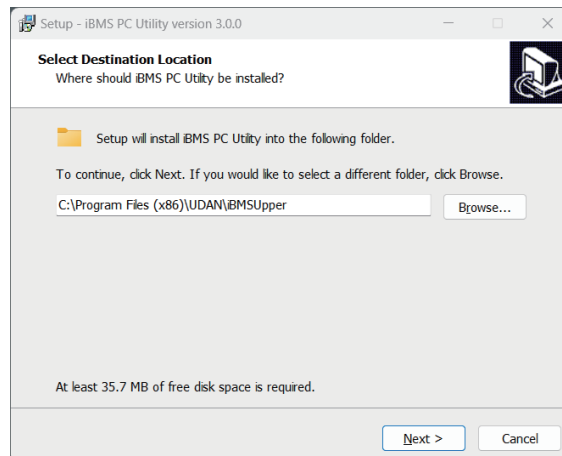 Setup - iBMS PC Utility version 3.0.0
Select Destination Location
Where should iBMS PC Utility be installed?
Setup will install iBMS PC Utility into the following folder.
To continue, click Next. If you would like to select a different folder, click Browse.
C:\Program Files (x86)\UDAN\iBMSUpper
Browse...
At least 35.7 MB of free disk space is required.
Next >
Cancel